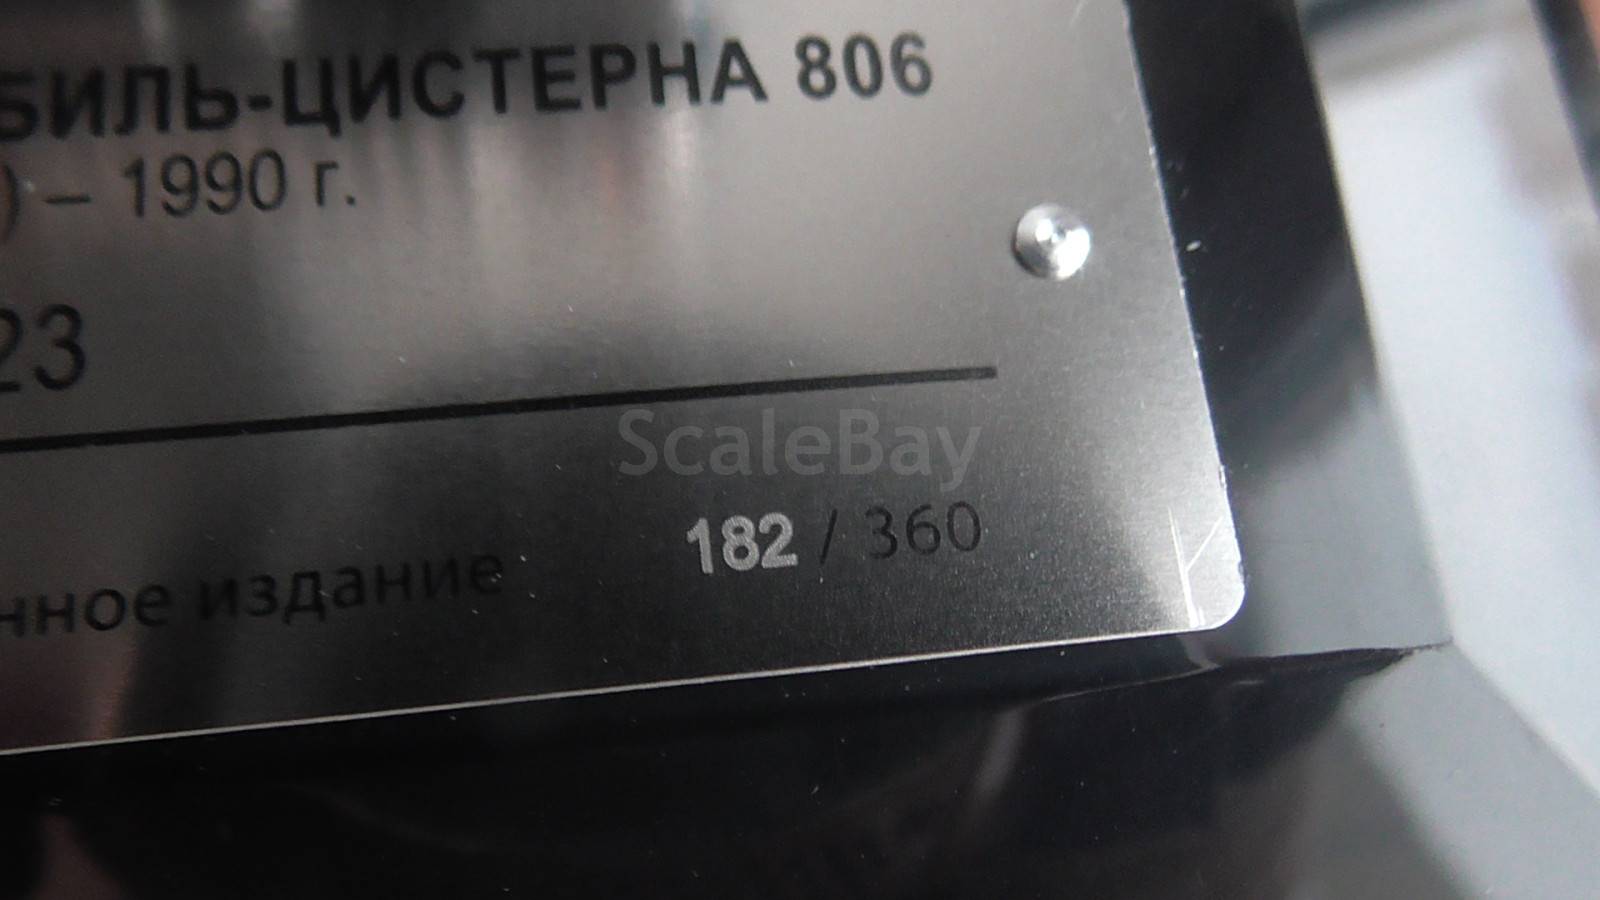 БИЛЬ-ЦИСТЕРНА 806
) – 1990 г.
23
ScaleBay
182 / 360
нное издание